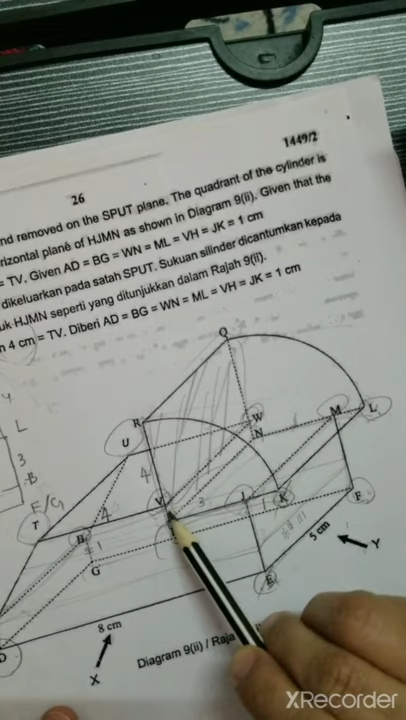 26
1449/2
nd removed on the SPUT plane. The quadrant of the cylinder is
rizontal plane of HJMN as shown in Diagram 9(ii). Given that the
= TV. Given AD = BG = WN = ML = VH = JK = 1 cm
dikeluarkan pada satah SPUT. Sukuan silinder dicantumkan kepada
uk HJMN seperti yang ditunjukkan dalam Rajah 9(ii).
4 cm = TV. Diberi AD = BG = WN = ML = VH = JK = 1 cm
Q
L
R
W
M
L
U
N
3
4
B
V
3
J
K
F
E/G
T
B
4
1
1
G
5 cm
Y
E
D
8 cm
X
Diagram 9(ii) / Raja
XRecorder